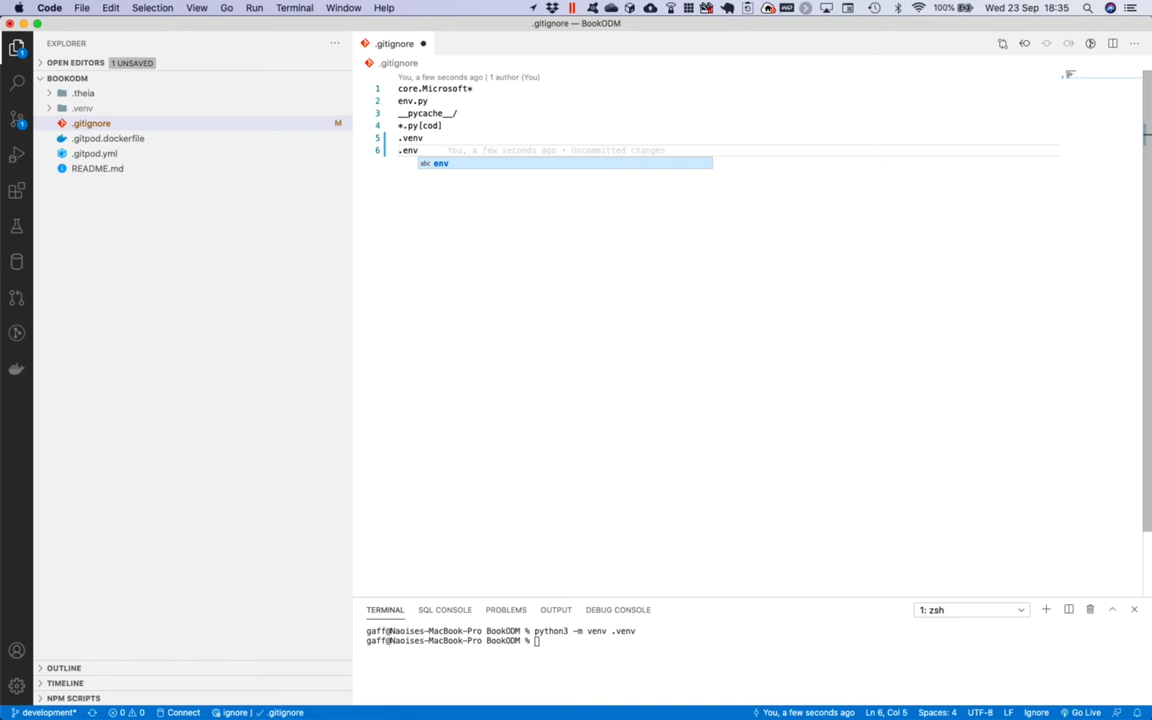 Code File Edit Selection View Go Run Terminal Window Help
100% Wed 23 Sep 18:35
.gitignore — BookODM
EXPLORER
OPEN EDITORS 1 UNSAVED
BOOKODM
.theia
.venv
.gitignore M
.gitpod.dockerfile
.gitpod.yml
README.md
OUTLINE
TIMELINE
NPM SCRIPTS
.gitignore
.gitignore
You, a few seconds ago | 1 author (You)
1 core.Microsoft*
2 env.py
3 __pycache__/
4 *.py[cod]
5 .venv
6 .env You, a few seconds ago • Uncommitted changes
abc env
TERMINAL SQL CONSOLE PROBLEMS OUTPUT DEBUG CONSOLE 1: zsh
gaff@Naoises-MacBook-Pro BookODM % python3 -m venv .venv
gaff@Naoises-MacBook-Pro BookODM %
development* 0 0 Connect ignore | .gitignore You, a few seconds ago Ln 6, Col 5 Spaces: 4 UTF-8 LF Ignore Go Live